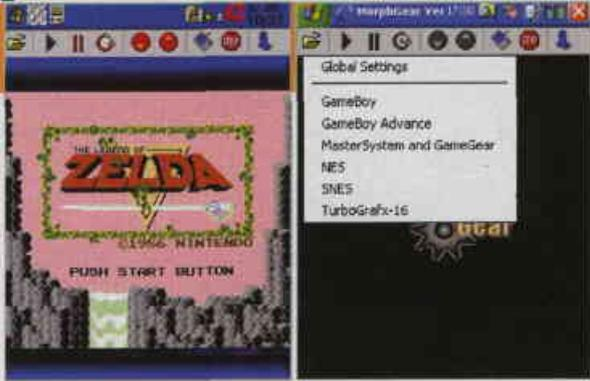 THE LEGEND OF
ZELDA
©1986 NINTENDO
PUSH START BUTTON
MorphGear
Global Settings
GameBoy
GameBoy Advance
MasterSystem and GameGear
NES
SNES
TurboGrafx-16
Gear